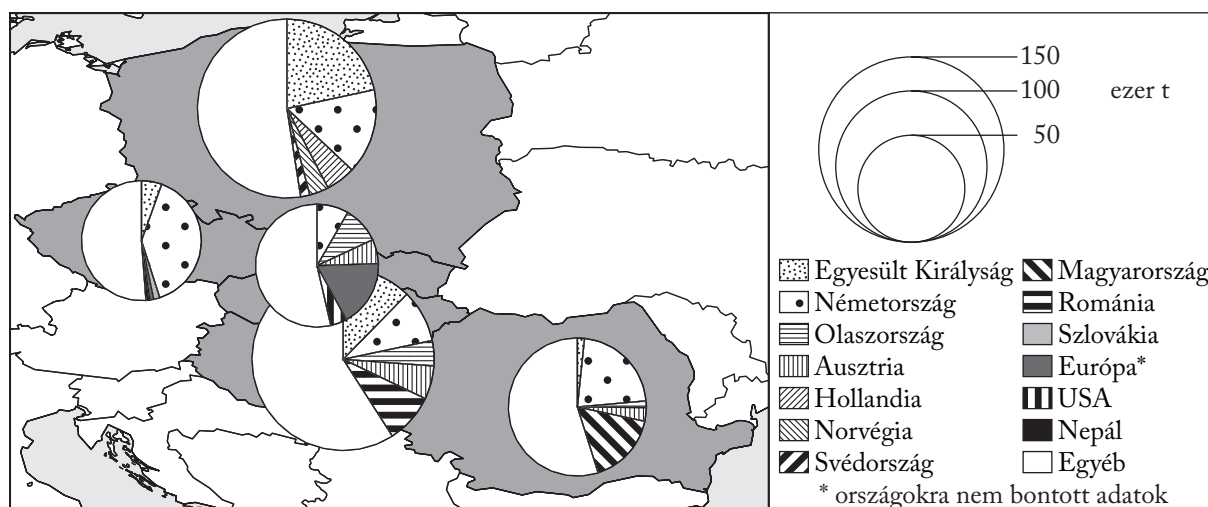 150
100
ezer t
50
Egyesült Királyság
Magyarország
Németország
Románia
Olaszország
Szlovákia
Ausztria
Európa*
Hollandia
USA
Norvégia
Nepál
Svédország
Egyéb
* országokra nem bontott adatok